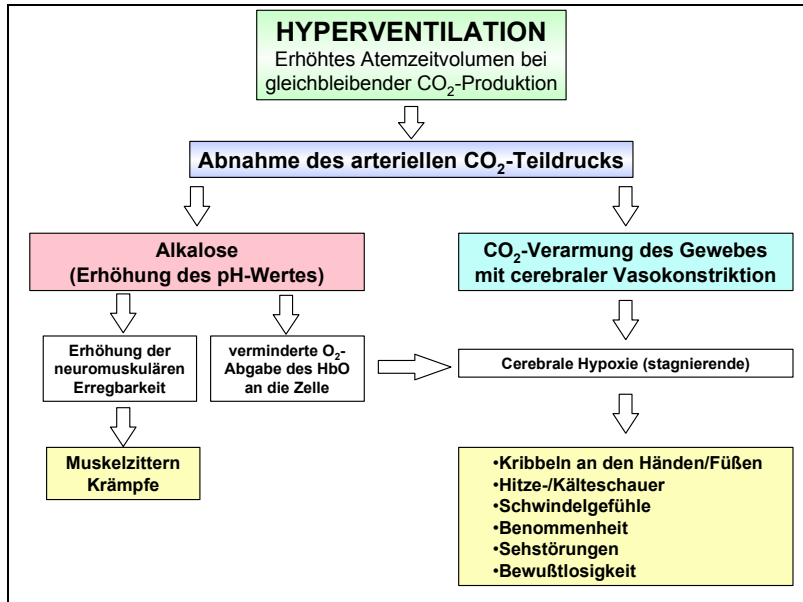 HYPERVENTILATION
Erhöhtes Atemzeitvolumen bei
gleichbleibender CO₂-Produktion
Abnahme des arteriellen CO₂-Teildrucks
Alkalose
(Erhöhung des pH-Wertes)
CO₂-Verarmung des Gewebes
mit cerebraler Vasokonstriktion
Erhöhung der
neuromuskulären
Erregbarkeit
verminderte O₂-
Abgabe des HbO
an die Zelle
Cerebrale Hypoxie (stagnierende)
Muskelzittern
Krämpfe
•Kribbeln an den Händen/Füßen
•Hitze-/Kälteschauer
•Schwindelgefühle
•Benommenheit
•Sehstörungen
•Bewußtlosigkeit